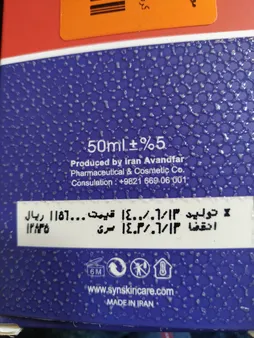 50ml ±%5
Produced by Iran Avandfar
Pharmaceutical & Cosmetic Co.
Consulation : +9821 669 06 001
تولید ۱۴۰۰/۰۶/۱۳ قیمت ریال
انقضا ۱۴۰۳/۰۶/۱۳ سری ۱۲۸۳۵
6M
www.synskincare.com
MADE IN IRAN